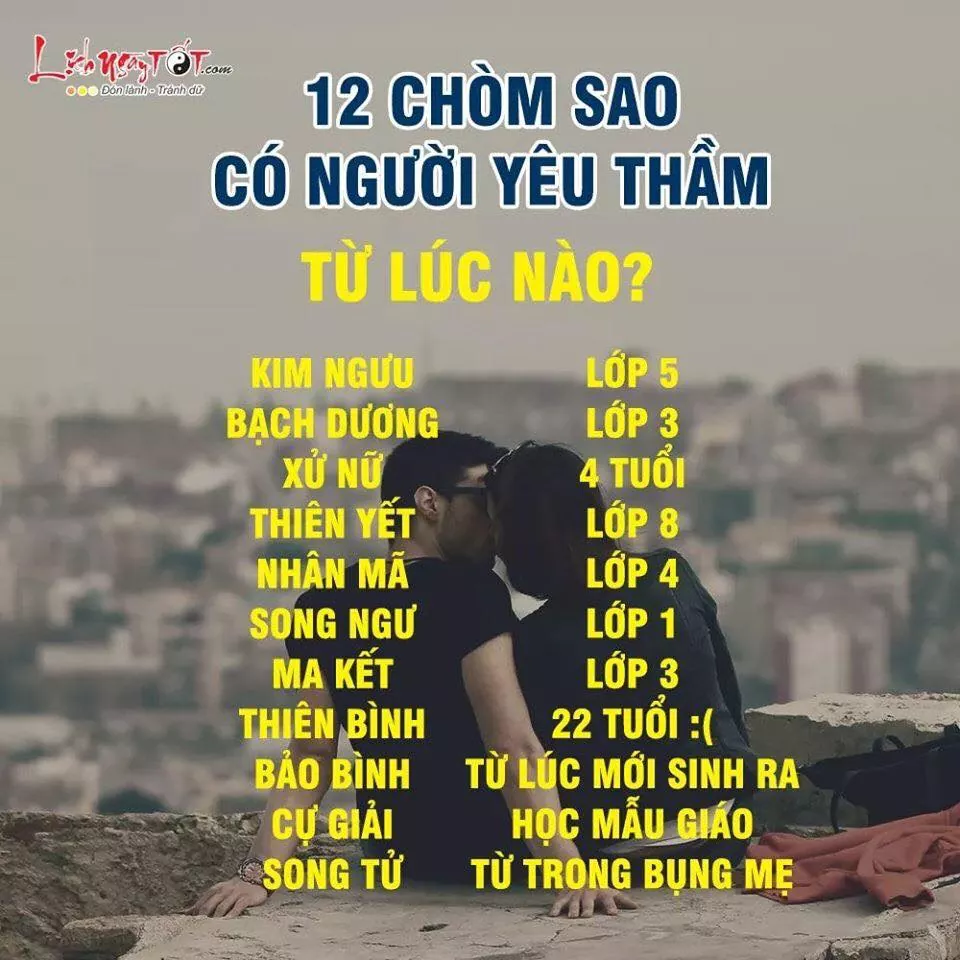 LịchNgàyTỐT.com
Đón lành - Tránh dữ
12 CHÒM SAO
CÓ NGƯỜI YÊU THẦM
TỪ LÚC NÀO?
KIM NGƯU LỚP 5
BẠCH DƯƠNG LỚP 3
XỬ NỮ 4 TUỔI
THIÊN YẾT LỚP 8
NHÂN MÃ LỚP 4
SONG NGƯ LỚP 1
MA KẾT LỚP 3
THIÊN BÌNH 22 TUỔI :(
BẢO BÌNH TỪ LÚC MỚI SINH RA
CỰ GIẢI HỌC MẪU GIÁO
SONG TỬ TỪ TRONG BỤNG MẸ